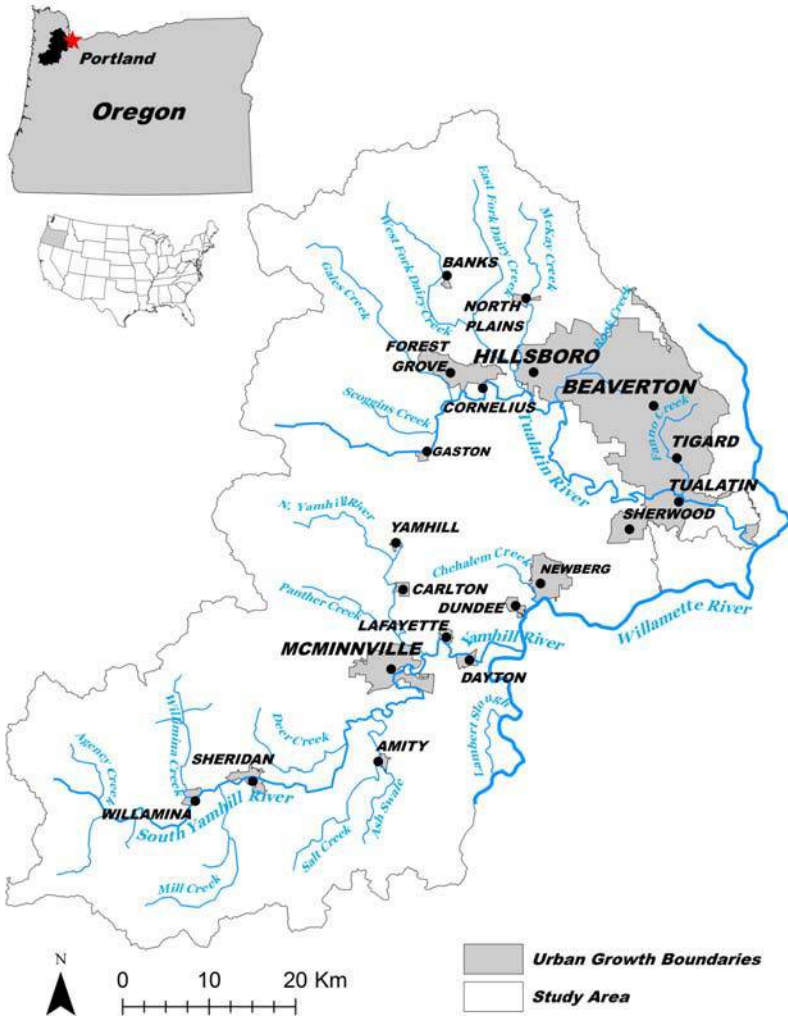 Portland
Oregon
East Fork Dairy Creek
West Fork Dairy Creek
McKay Creek
Gales Creek
BANKS
NORTH
PLAINS
Rock Creek
FOREST
GROVE
HILLSBORO
BEAVERTON
CORNELIUS
Scoggins Creek
Fanno Creek
GASTON
Tualatin River
TIGARD
TUALATIN
SHERWOOD
N. Yamhill River
YAMHILL
Chehalem Creek
NEWBERG
Panther Creek
CARLTON
DUNDEE
LAFAYETTE
Yamhill River
Willamette River
MCMINNVILLE
DAYTON
Willamina Creek
Deer Creek
Lambert Slough
Agency Creek
SHERIDAN
AMITY
WILLAMINA
South Yamhill River
Salt Creek
Ash Swale
Mill Creek
N
0 10 20 Km
Urban Growth Boundaries
Study Area